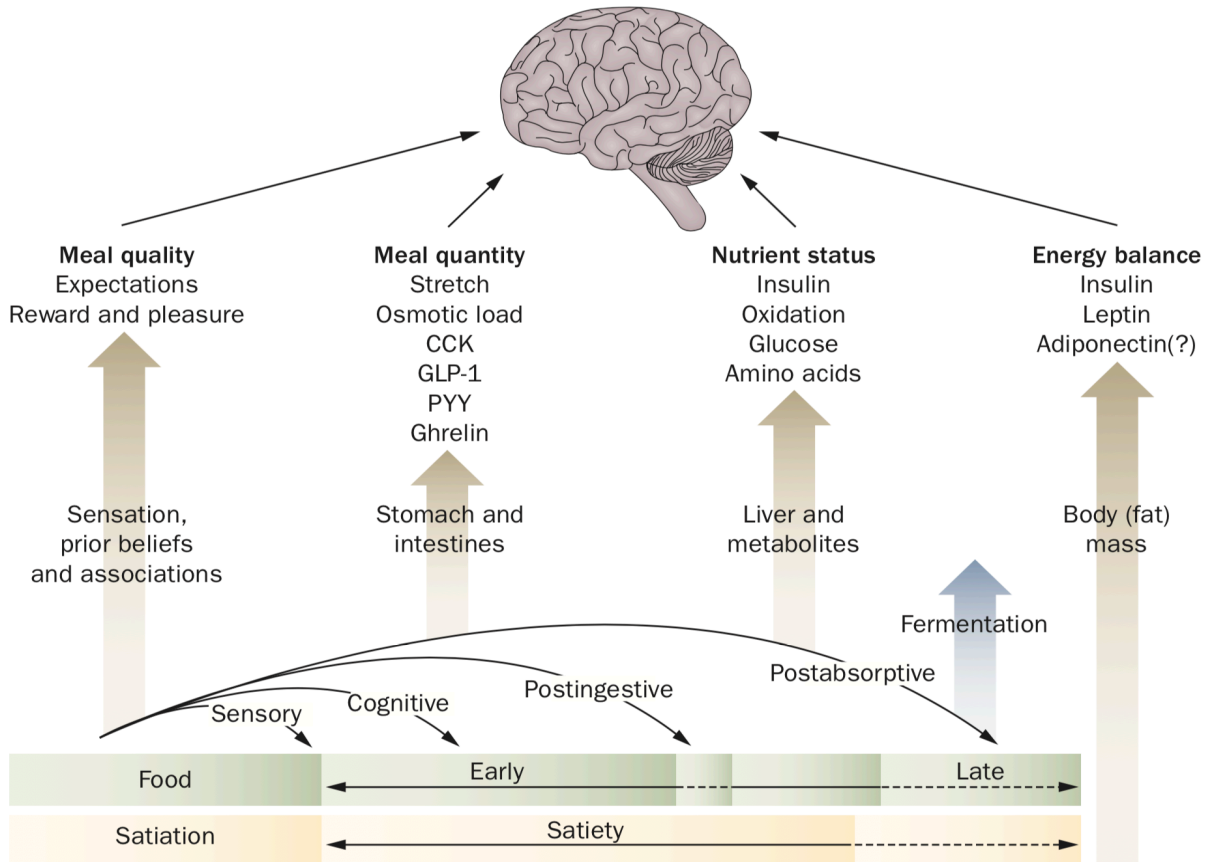 Meal quality
Expectations
Reward and pleasure
Meal quantity
Stretch
Osmotic load
CCK
GLP-1
PYY
Ghrelin
Nutrient status
Insulin
Oxidation
Glucose
Amino acids
Energy balance
Insulin
Leptin
Adiponectin(?)
Sensation,
prior beliefs
and associations
Stomach and
intestines
Liver and
metabolites
Body (fat)
mass
Fermentation
Sensory
Cognitive
Postingestive
Postabsorptive
Food
Early
Late
Satiation
Satiety